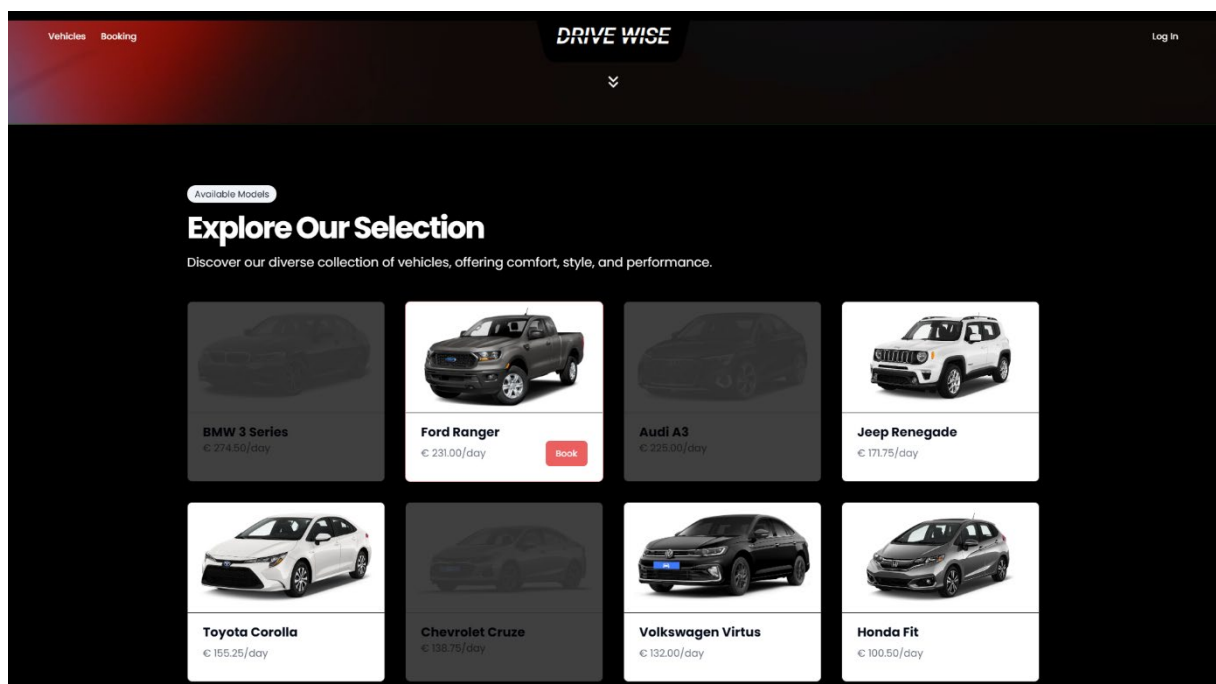 Vehicles Booking DRIVE WISE Log In
Available Models
Explore Our Selection
Discover our diverse collection of vehicles, offering comfort, style, and performance.
BMW 3 Series Ford Ranger Audi A3 Jeep Renegade
€ 274.50/day € 231.00/day Book € 225.00/day € 171.75/day
Toyota Corolla Chevrolet Cruze Volkswagen Virtus Honda Fit
€ 155.25/day € 138.75/day € 132.00/day € 100.50/day